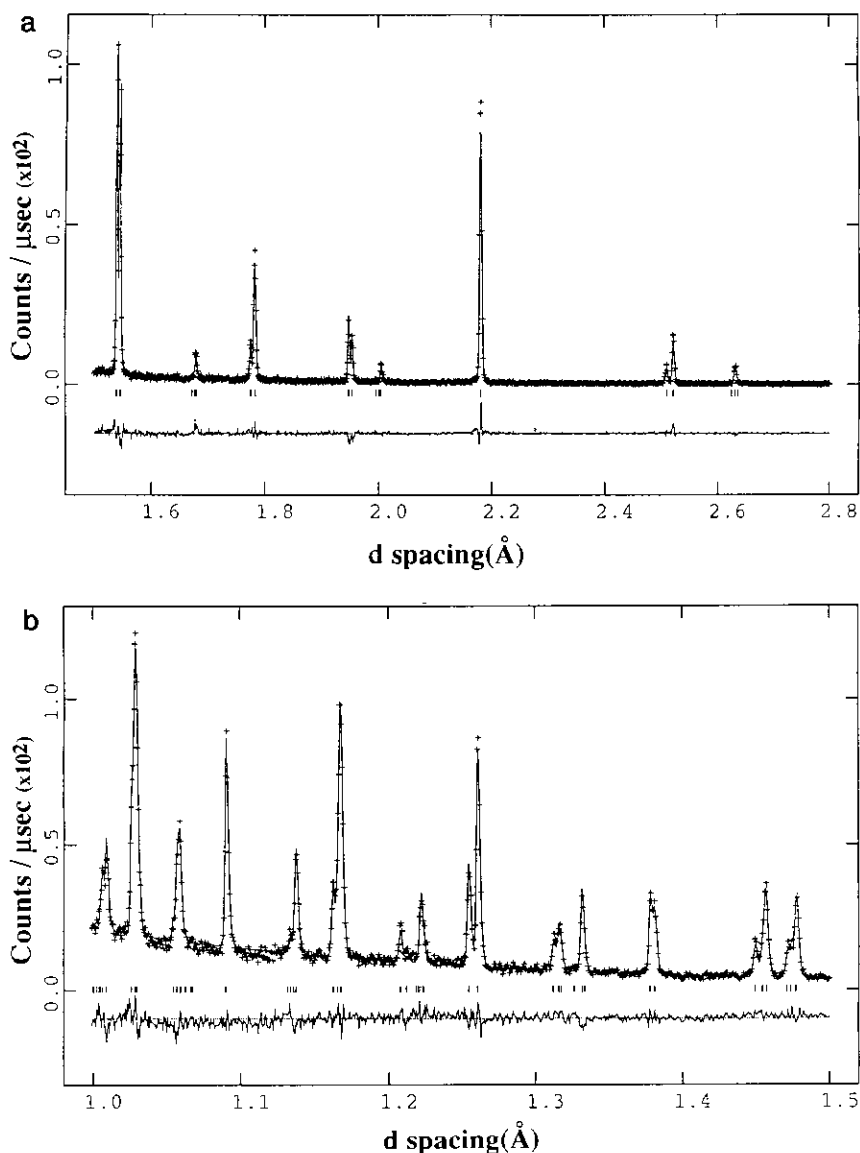 a
Counts / μsec (x10²)
1.0
0.5
0.0
1.6 1.8 2.0 2.2 2.4 2.6 2.8
d spacing(Å)
b
Counts / μsec (x10²)
1.0
0.5
0.0
1.0 1.1 1.2 1.3 1.4 1.5
d spacing(Å)